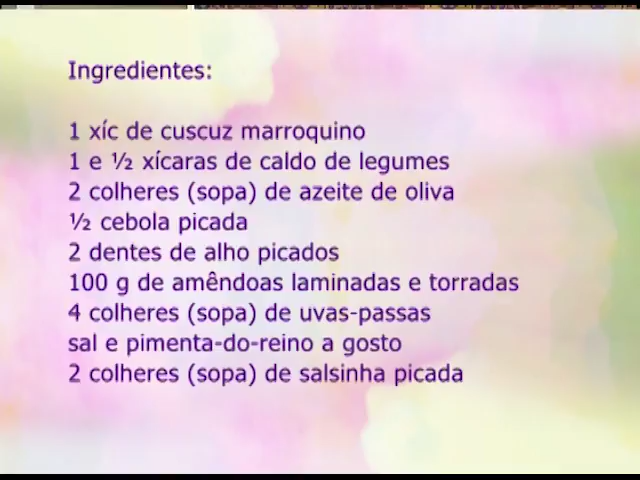 Ingredientes:
1 xíc de cuscuz marroquino
1 e ½ xícaras de caldo de legumes
2 colheres (sopa) de azeite de oliva
½ cebola picada
2 dentes de alho picados
100 g de amêndoas laminadas e torradas
4 colheres (sopa) de uvas-passas
sal e pimenta-do-reino a gosto
2 colheres (sopa) de salsinha picada